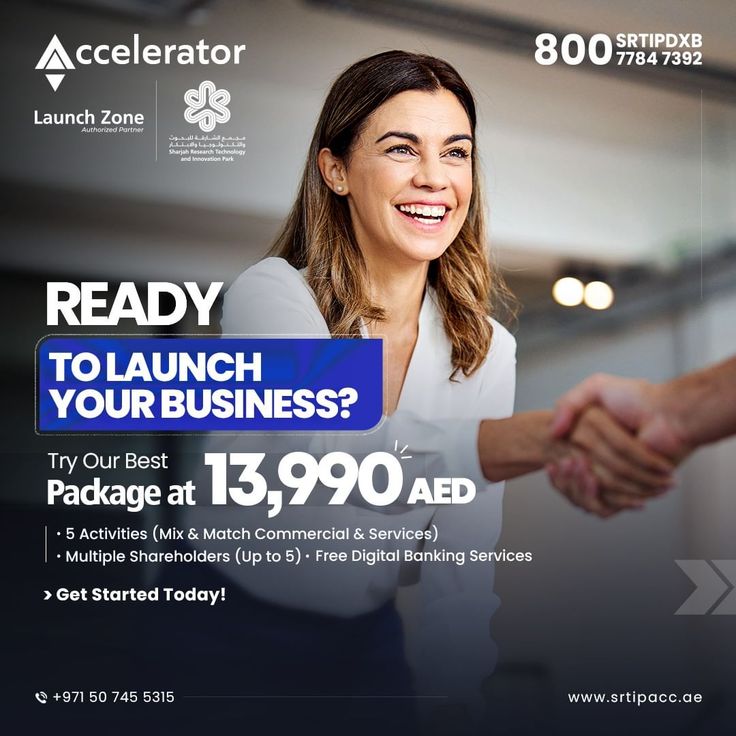 Accelerator
Launch Zone
Authorized Partner
مجمع الشارقة للبحوث
والتكنولوجيا والابتكار
Sharjah Research Technology
and Innovation Park
800 SRTIPDXB
7784 7392
READY
TO LAUNCH
YOUR BUSINESS?
Try Our Best
Package at 13,990 AED
• 5 Activities (Mix & Match Commercial & Services)
• Multiple Shareholders (Up to 5) • Free Digital Banking Services
> Get Started Today!
+971 50 745 5315
www.srtipacc.ae